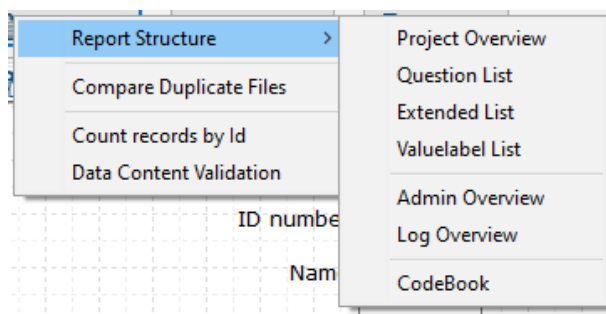 Report Structure
Compare Duplicate Files
Count records by Id
Data Content Validation
Project Overview
Question List
Extended List
Valuelabel List
Admin Overview
Log Overview
CodeBook
ID numbe
Nam